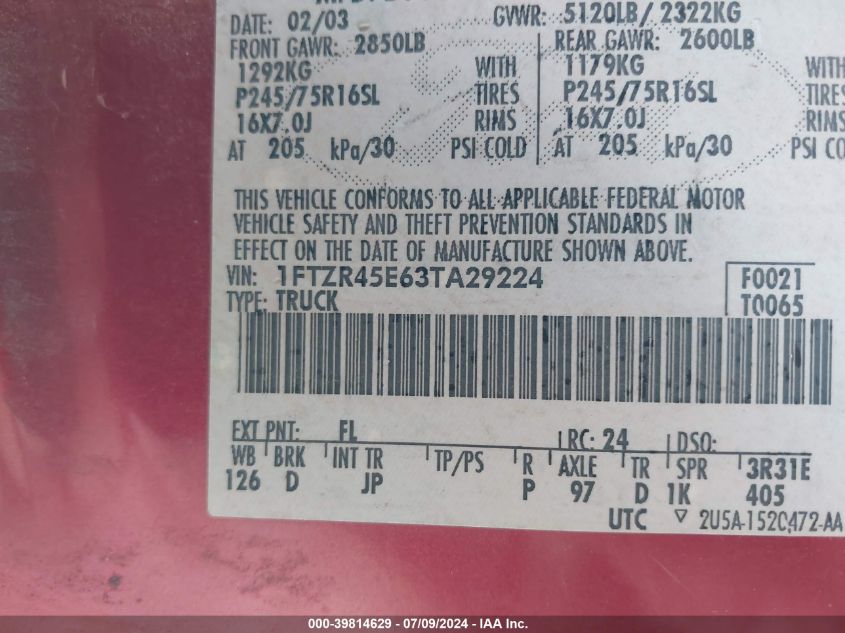 DATE: 02/03 GVWR: 5120LB/ 2322KG
FRONT GAWR: 2850LB REAR GAWR: 2600LB
1292KG WITH 1179KG WITH
P245/75R16SL TIRES P245/75R16SL TIRES
16X7.0J RIMS 16X7.0J RIMS
AT 205 kPa/30 PSI COLD AT 205 kPa/30 PSI CO
THIS VEHICLE CONFORMS TO ALL APPLICABLE FEDERAL MOTOR
VEHICLE SAFETY AND THEFT PREVENTION STANDARDS IN
EFFECT ON THE DATE OF MANUFACTURE SHOWN ABOVE.
VIN: 1FTZR45E63TA29224 F0021
TYPE: TRUCK T0065
EXT PNT: FL RC: 24 DSO:
WB BRK INT TR TP/PS R AXLE TR SPR 3R31E
126 D JP P 97 D 1K 405
UTC ▽ 2U5A-1520472-AA
000-39814629 - 07/09/2024 - IAA Inc.